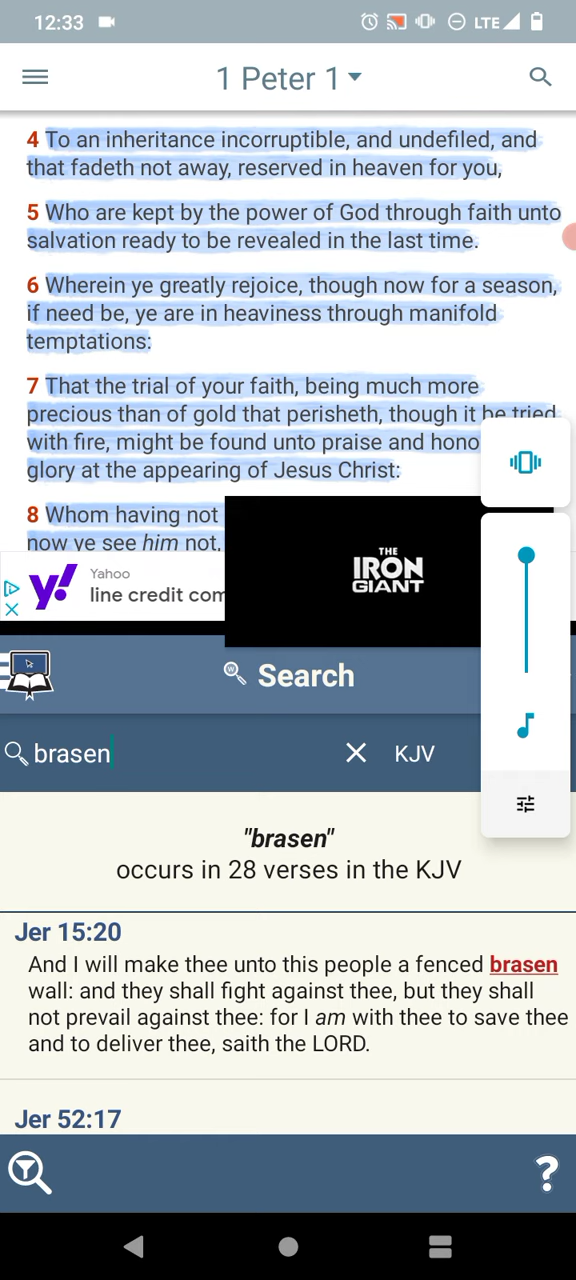 12:33 LTE
1 Peter 1
4 To an inheritance incorruptible, and undefiled, and
that fadeth not away, reserved in heaven for you,
5 Who are kept by the power of God through faith unto
salvation ready to be revealed in the last time.
6 Wherein ye greatly rejoice, though now for a season,
if need be, ye are in heaviness through manifold
temptations:
7 That the trial of your faith, being much more
precious than of gold that perisheth, though it be tried
with fire, might be found unto praise and hono
glory at the appearing of Jesus Christ:
8 Whom having not
now ye see him not,
THE
IRON
GIANT
y!
Yahoo
line credit com
Search
brasen
KJV
"brasen"
occurs in 28 verses in the KJV
Jer 15:20
And I will make thee unto this people a fenced brasen
wall: and they shall fight against thee, but they shall
not prevail against thee: for I am with thee to save thee
and to deliver thee, saith the LORD.
Jer 52:17
?